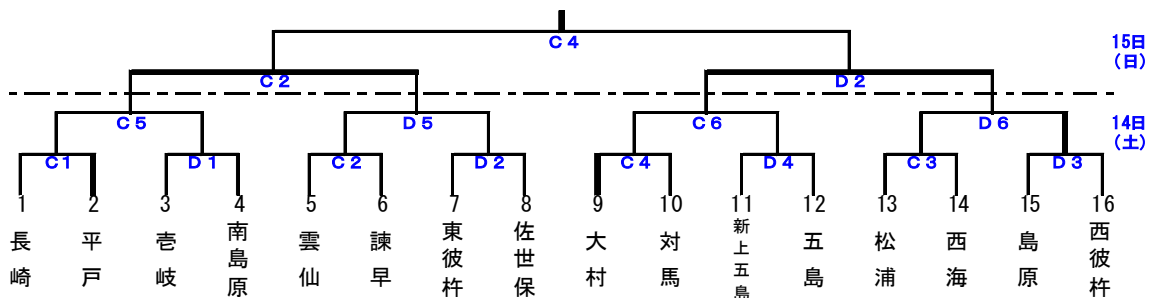 C4
15日
(日)
C2 D2
C5 D5 C6 D6
14日
(土)
C1 D1 C2 D2 C4 D4 C3 D3
1 2 3 4 5 6 7 8 9 10 11 12 13 14 15 16
長崎
平戸
壱岐
南島原
雲仙
諫早
東彼杵
佐世保
大村
対馬
新上五島
五島
松浦
西海
島原
西彼杵